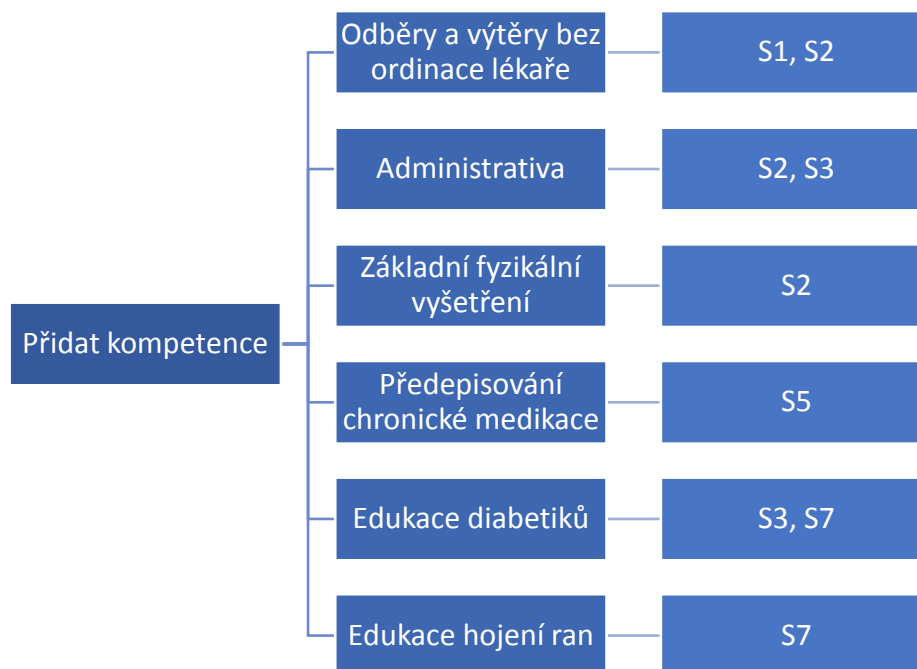 Přidat kompetence
Odběry a výtěry bez
ordinace lékaře
S1, S2
Administrativa
S2, S3
Základní fyzikální
vyšetření
S2
Předepisování
chronické medikace
S5
Edukace diabetiků
S3, S7
Edukace hojení ran
S7